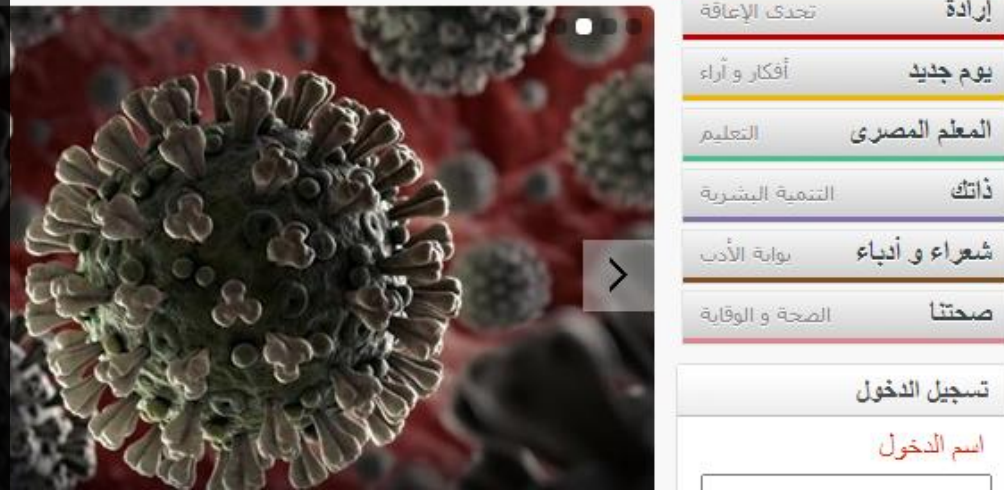 إرادة تحدى الإعاقة
يوم جديد أفكار و أراء
المعلم المصرى التعليم
ذاتك التنمية البشرية
شعراء و أدباء بوابة الأدب
صحتنا الصحة و الوقاية
تسجيل الدخول
اسم الدخول